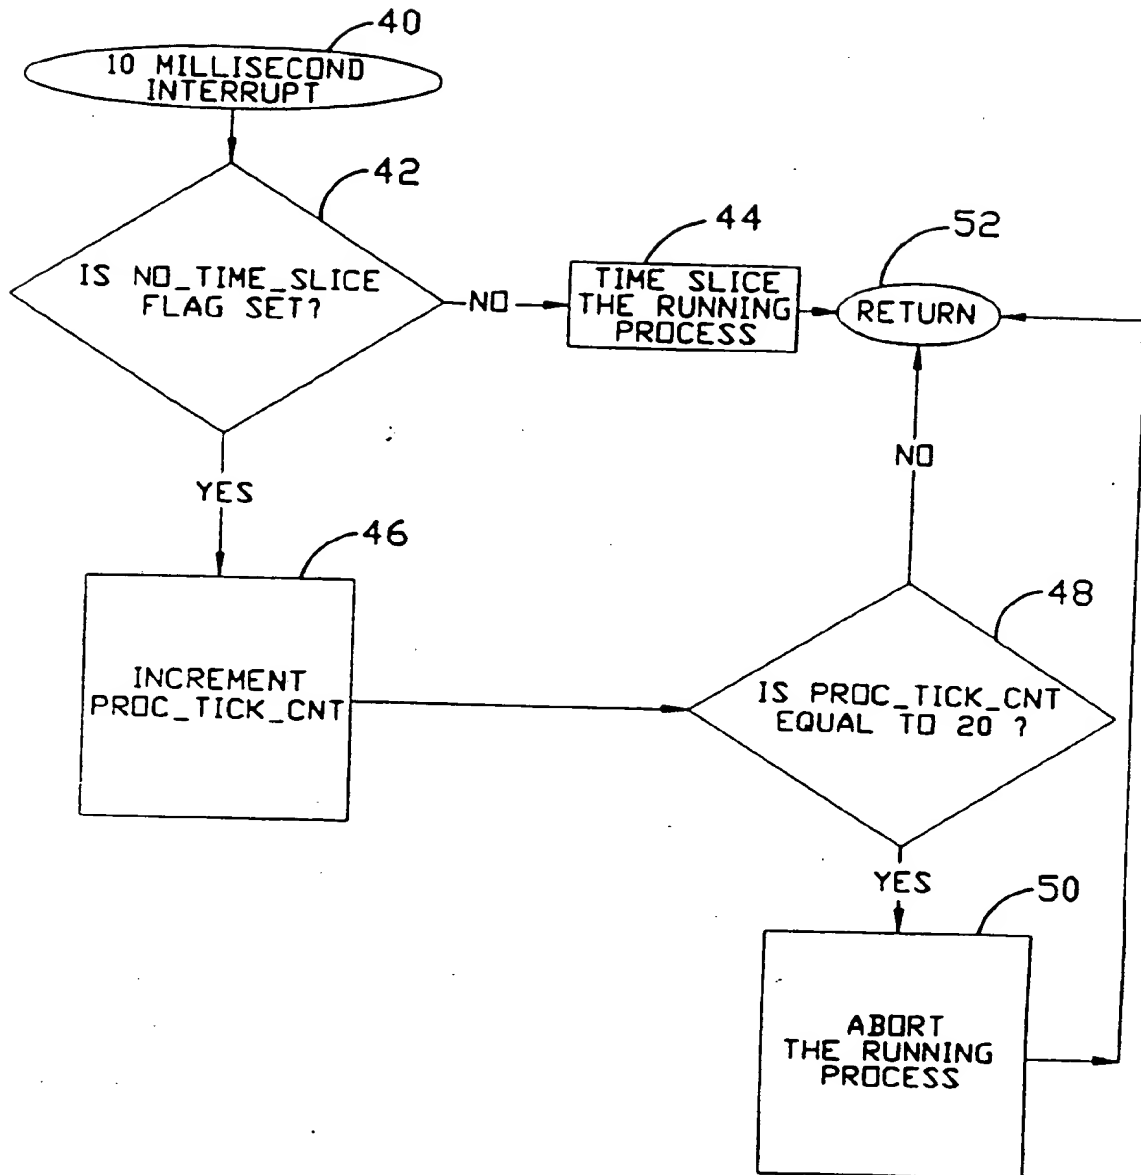 40
10 MILLISECOND
INTERRUPT
42
IS NO_TIME_SLICE
FLAG SET?
NO
44
TIME SLICE
THE RUNNING
PROCESS
52
RETURN
YES
NO
46
INCREMENT
PROC_TICK_CNT
48
IS PROC_TICK_CNT
EQUAL TO 20 ?
YES
50
ABORT
THE RUNNING
PROCESS